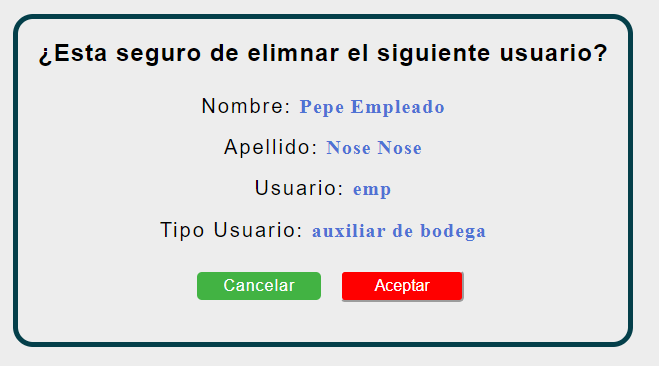 ¿Esta seguro de elimnar el siguiente usuario?
Nombre: Pepe Empleado
Apellido: Nose Nose
Usuario: emp
Tipo Usuario: auxiliar de bodega
Cancelar Aceptar